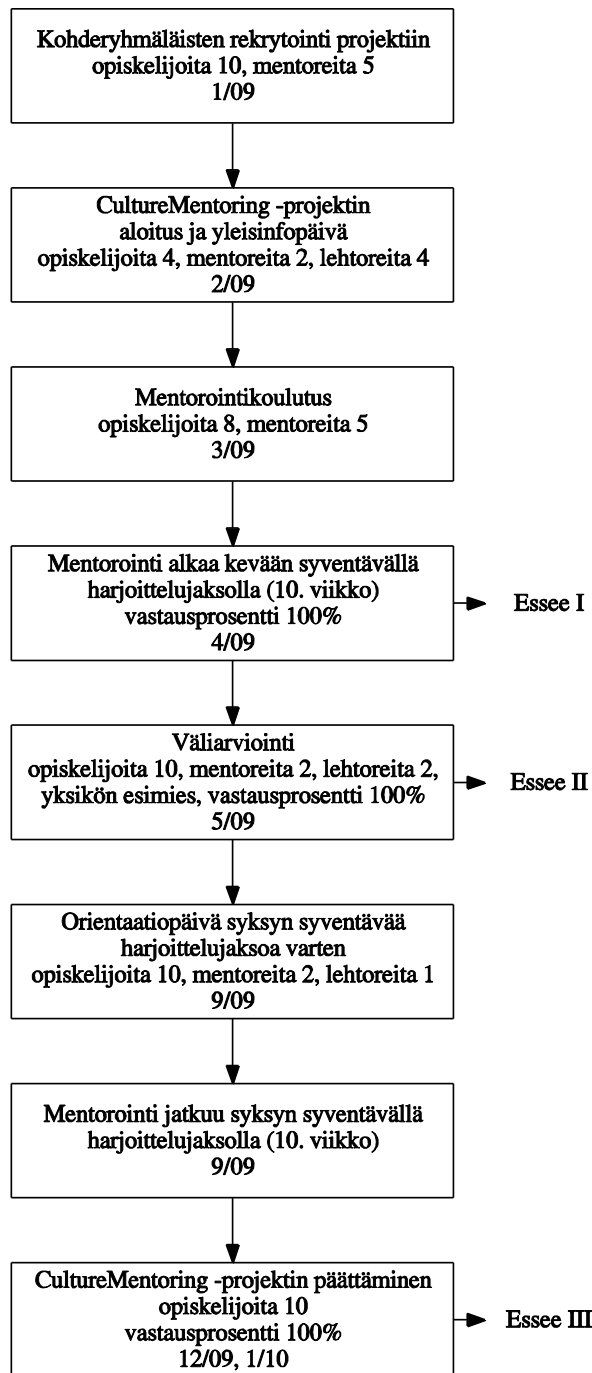 Kohderyhmäläisten rekrytointi projektiin
opiskelijoita 10, mentoreita 5
1/09
CultureMentoring -projektin
aloitus ja yleisinfopäivä
opiskelijoita 4, mentoreita 2, lehtoreita 4
2/09
Mentorointikoulutus
opiskelijoita 8, mentoreita 5
3/09
Mentorointi alkaa kevään syventävällä
harjoittelujaksolla (10. viikko)
vastausprosentti 100%
4/09
Essee I
Väliarviointi
opiskelijoita 10, mentoreita 2, lehtoreita 2,
yksikön esimies, vastausprosentti 100%
5/09
Essee II
Orientaatiopäivä syksyn syventävää
harjoittelujaksoa varten
opiskelijoita 10, mentoreita 2, lehtoreita 1
9/09
Mentorointi jatkuu syksyn syventävällä
harjoittelujaksolla (10. viikko)
9/09
CultureMentoring -projektin päättäminen
opiskelijoita 10
vastausprosentti 100%
12/09, 1/10
Essee III